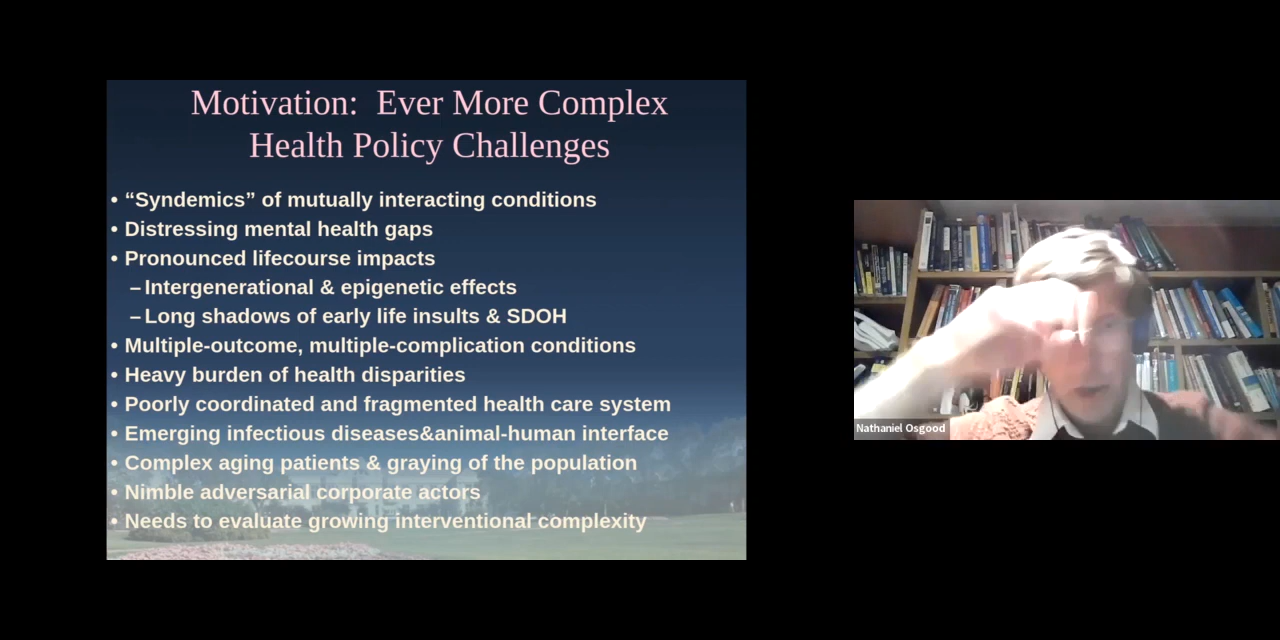 Motivation:  Ever More Complex
Health Policy Challenges
• “Syndemics” of mutually interacting conditions
• Distressing mental health gaps
• Pronounced lifecourse impacts
– Intergenerational & epigenetic effects
– Long shadows of early life insults & SDOH
• Multiple-outcome, multiple-complication conditions
• Heavy burden of health disparities
• Poorly coordinated and fragmented health care system
• Emerging infectious diseases&animal-human interface
• Complex aging patients & graying of the population
• Nimble adversarial corporate actors
• Needs to evaluate growing interventional complexity
Nathaniel Osgood